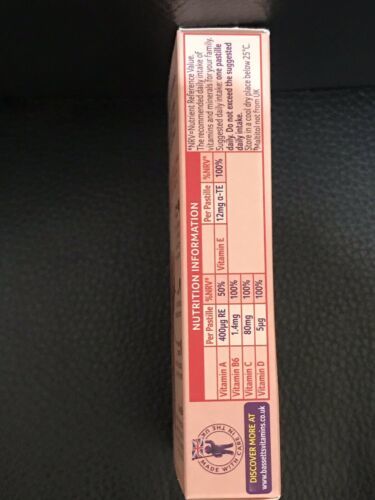 MADE WITH CARE IN THE UK
DISCOVER MORE AT
www.bassettsvitamins.co.uk
NUTRITION INFORMATION
Per Pastille %NRV*
Vitamin A 400µg RE 50%
Vitamin B6 1.4mg 100%
Vitamin C 80mg 100%
Vitamin D 5µg 100%
Per Pastille %NRV*
Vitamin E 12mg α-TE 100%
*NRV=Nutrient Reference Value.
The recommended daily intake of
vitamins and minerals for your family.
Suggested daily intake: one pastille
daily. Do not exceed the suggested
daily intake.
Store in a cool dry place below 25°C.
†Maltitol not from UK